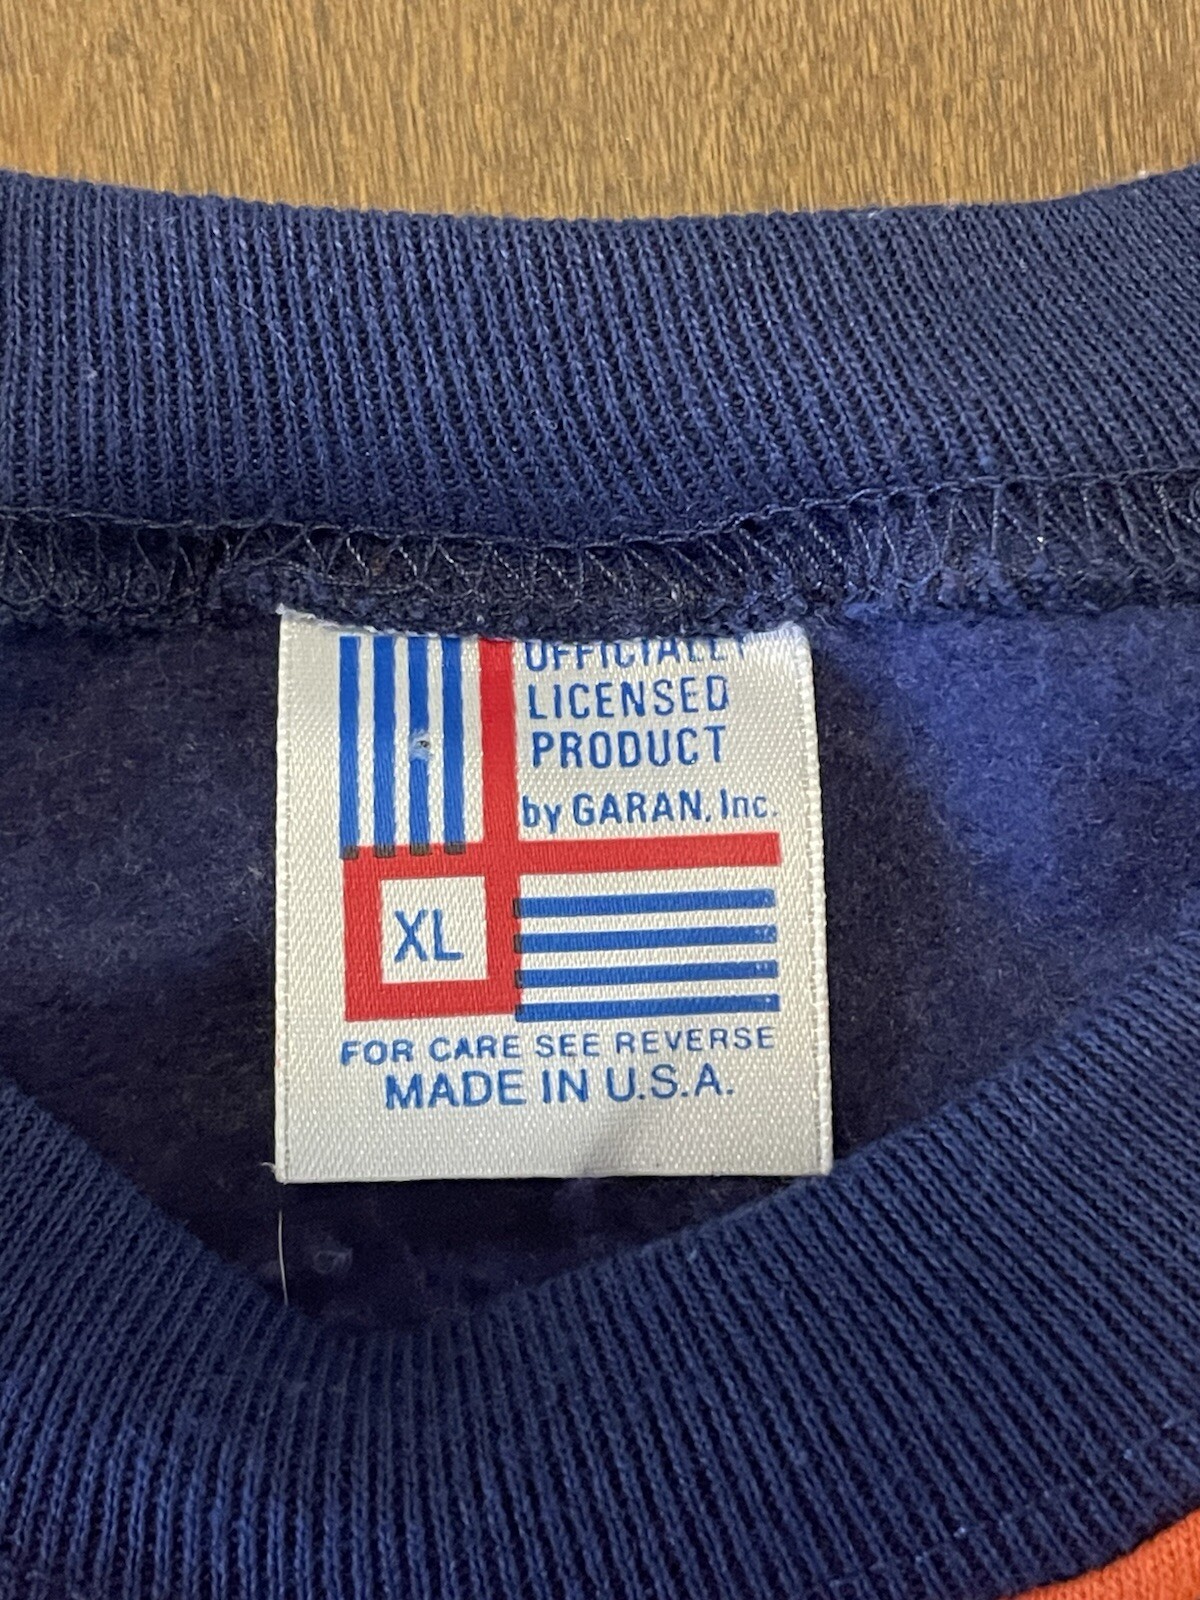 OFFICIALLY
LICENSED
PRODUCT
by GARAN, Inc.
XL
FOR CARE SEE REVERSE
MADE IN U.S.A.